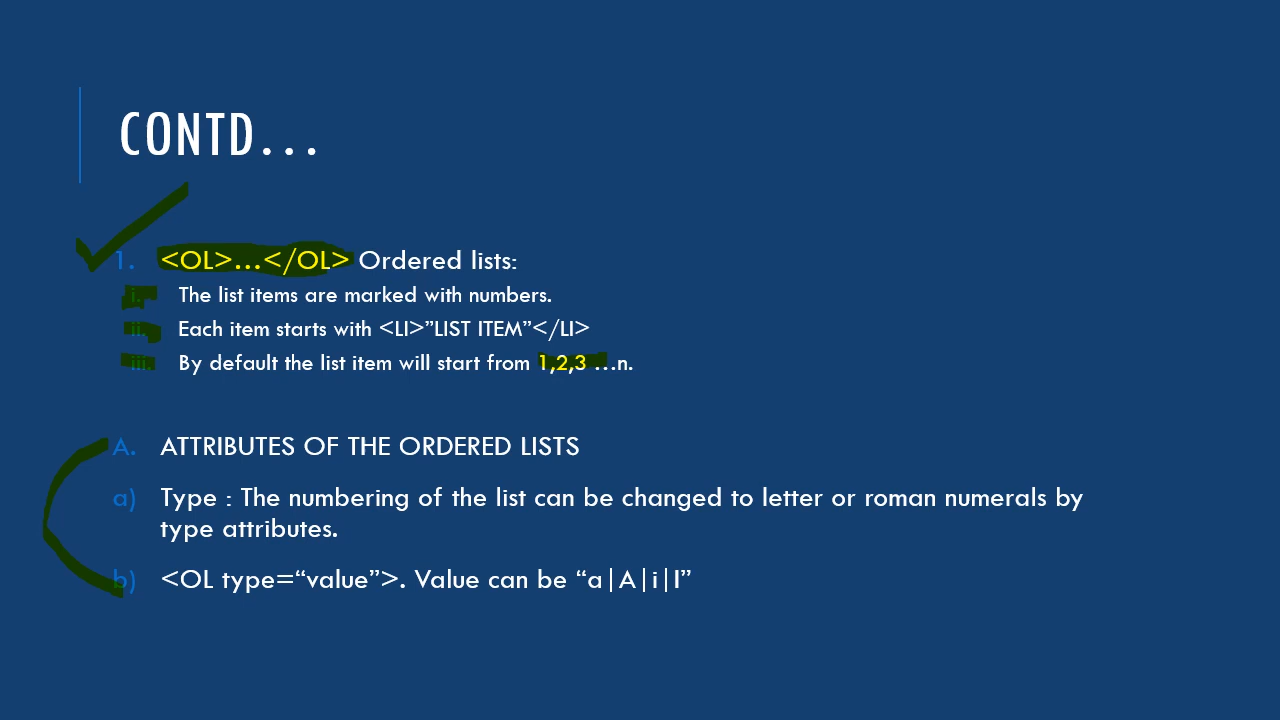 CONTD...
1. <OL>...</OL> Ordered lists:
i. The list items are marked with numbers.
ii. Each item starts with <LI>”LIST ITEM”</LI>
iii. By default the list item will start from 1,2,3 ...n.
A. ATTRIBUTES OF THE ORDERED LISTS
a) Type : The numbering of the list can be changed to letter or roman numerals by
type attributes.
b) <OL type=“value”>. Value can be “a|A|i|I”